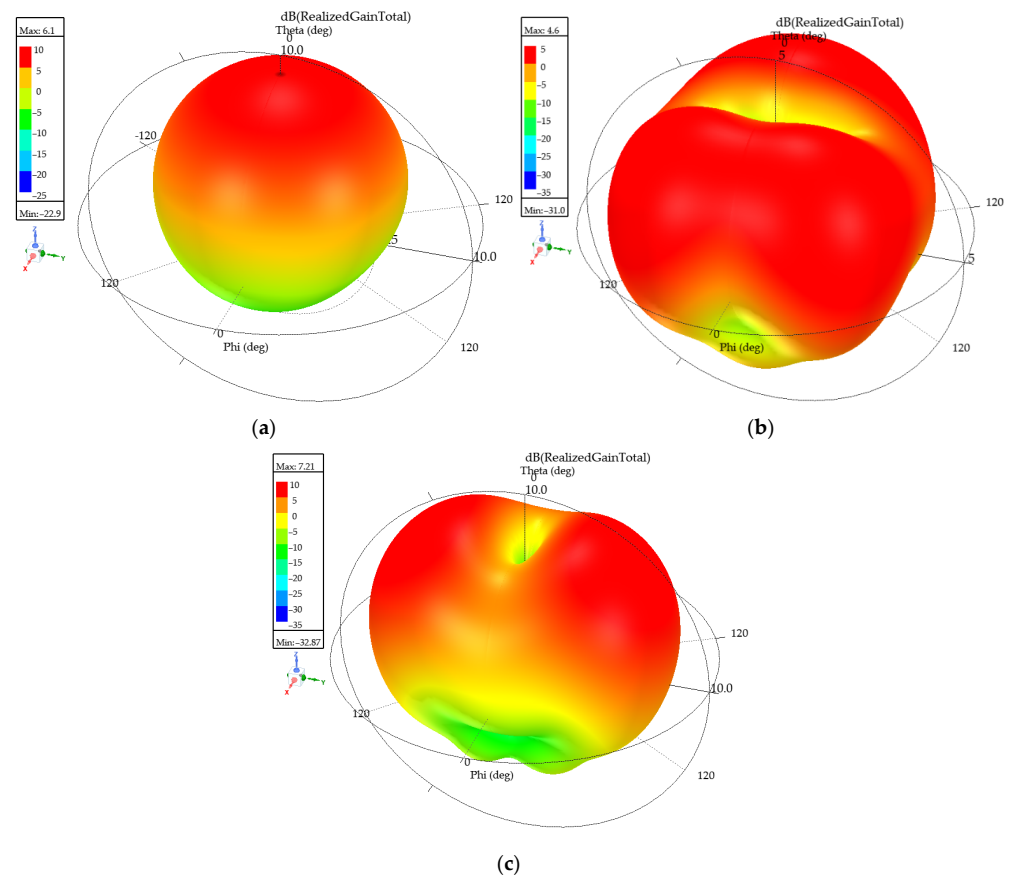 dB(RealizedGainTotal)
Theta (deg)
0
10.0
Max: 6.1
10
5
0
−5
−10
−15
−20
−25
Min:−22.9
Z
Y
X
-120
120
5
10.0
120
120
0
Phi (deg)
(a)
dB(RealizedGainTotal)
Theta (deg)
0
5
Max: 4.6
5
0
−5
−10
−15
−20
−25
−30
−35
Min:−31.0
Z
Y
X
120
5
120
120
0
Phi (deg)
(b)
dB(RealizedGainTotal)
Theta (deg)
0
10.0
Max: 7.21
10
5
0
−5
−10
−15
−20
−25
−30
−35
Min:−32.87
Z
Y
X
120
10.0
120
120
0
Phi (deg)
(c)